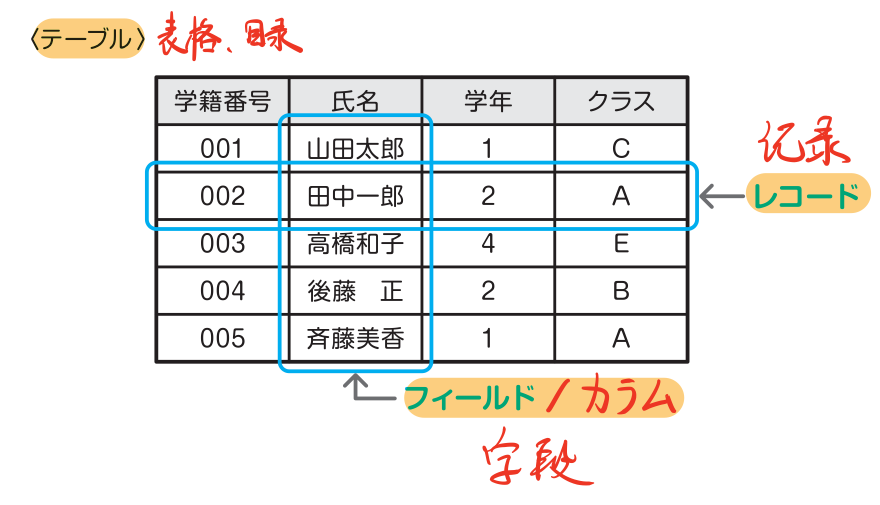 〈テーブル〉 表格、目录
学籍番号 氏名 学年 クラス
001 山田太郎 1 C
记录
002 田中一郎 2 A レコード
003 高橋和子 4 E
004 後藤　正 2 B
005 斉藤美香 1 A
フィールド / カラム
字段